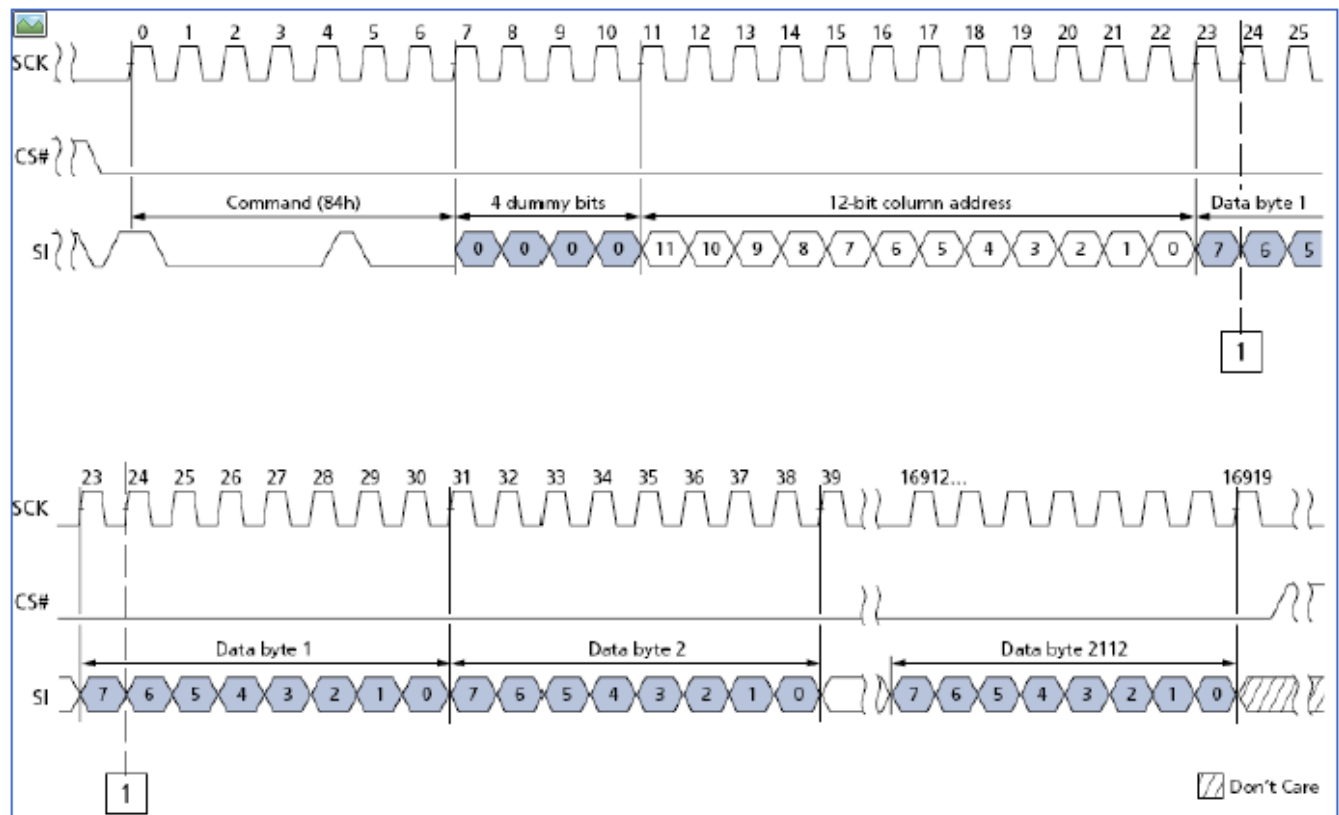 0 1 2 3 4 5 6 7 8 9 10 11 12 13 14 15 16 17 18 19 20 21 22 23 24 25
SCK
CS#
Command (84h) 4 dummy bits 12-bit column address Data byte 1
SI 0 0 0 0 11 10 9 8 7 6 5 4 3 2 1 0 7 6 5
1
23 24 25 26 27 28 29 30 31 32 33 34 35 36 37 38 39 16912... 16919
SCK
CS#
Data byte 1 Data byte 2 Data byte 2112
SI 7 6 5 4 3 2 1 0 7 6 5 4 3 2 1 0 7 6 5 4 3 2 1 0
1
Don't Care